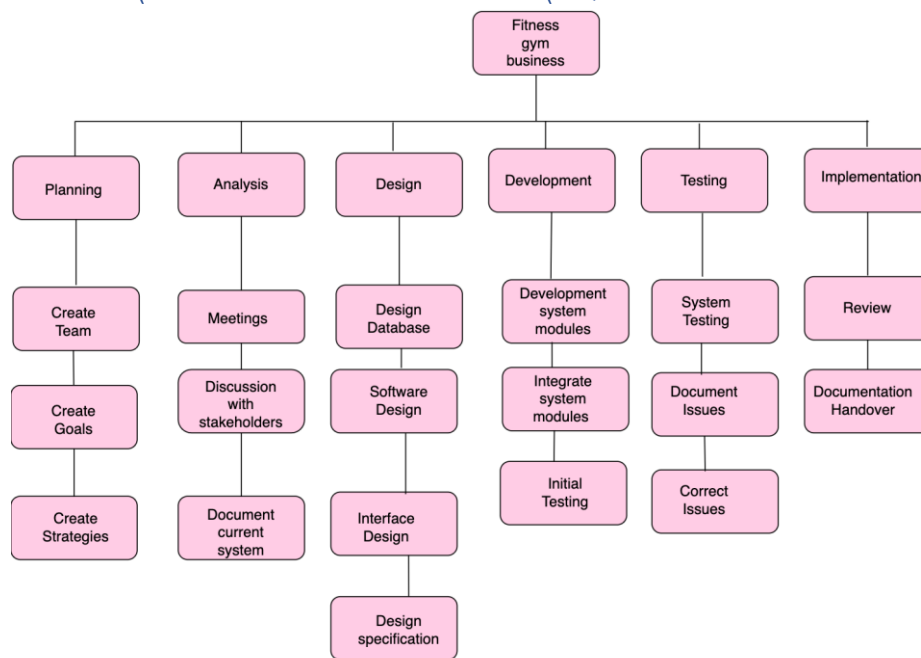 Fitness
gym
business
Planning
Analysis
Design
Development
Testing
Implementation
Create
Team
Meetings
Design
Database
Development
system
modules
System
Testing
Review
Create
Goals
Discussion
with
stakeholders
Software
Design
Integrate
system
modules
Document
Issues
Documentation
Handover
Create
Strategies
Document
current
system
Interface
Design
Initial
Testing
Correct
Issues
Design
specification